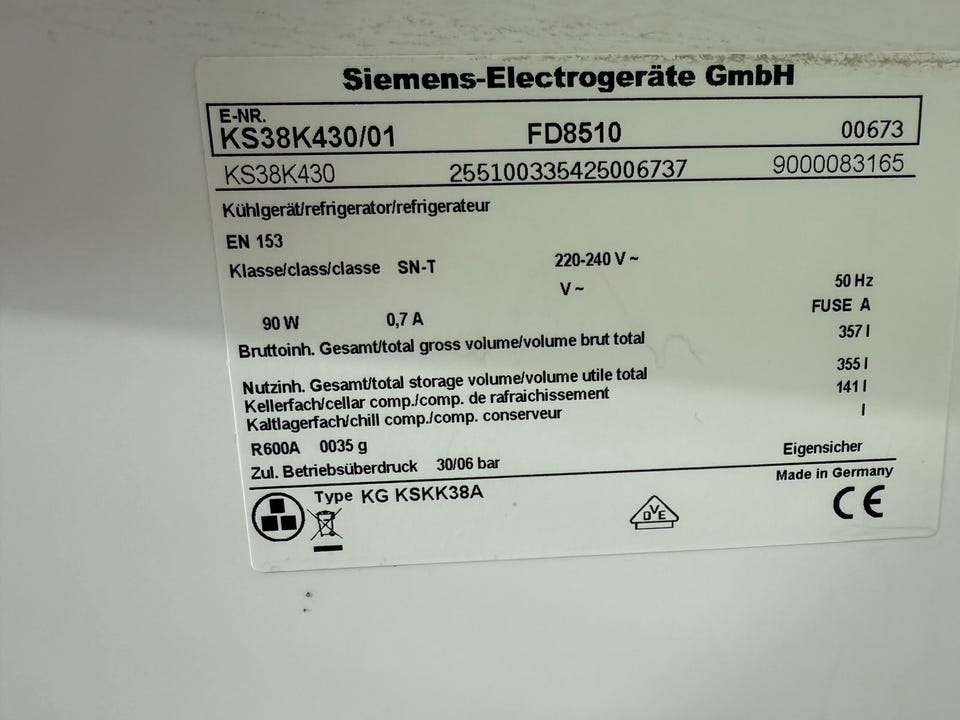 Siemens-Electrogeräte GmbH
E-NR.
KS38K430/01 FD8510 00673
KS38K430 255100335425006737 9000083165
Kühlgerät/refrigerator/refrigerateur
EN 153
Klasse/class/classe SN-T 220-240 V ~
V ~ 50 Hz
90 W 0,7 A FUSE A
Bruttoinh. Gesamt/total gross volume/volume brut total 357 l
Nutzinh. Gesamt/total storage volume/volume utile total 355 l
Kellerfach/cellar comp./comp. de rafraichissement 141 l
Kaltlagerfach/chill comp./comp. conserveur l
R600A 0035 g Eigensicher
Zul. Betriebsüberdruck 30/06 bar Made in Germany
Type KG KSKK38A
DVE
CE